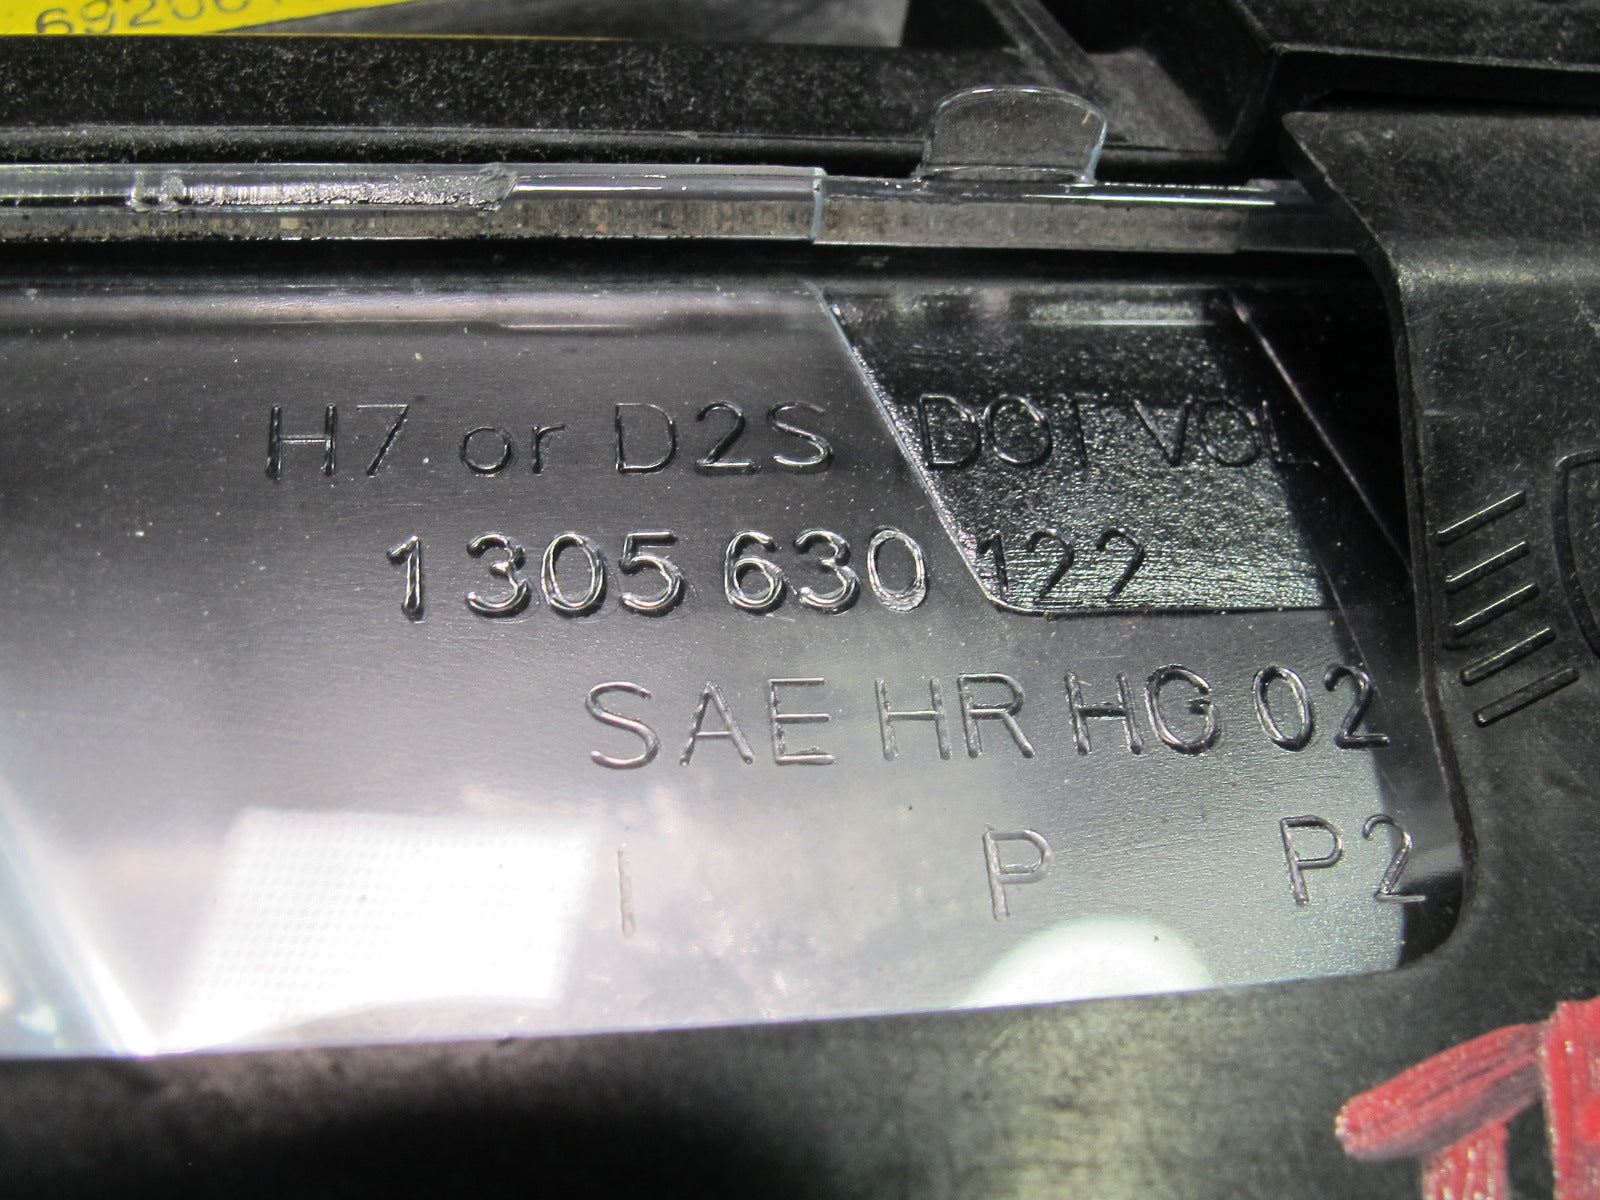 H7 or D2S DOT VOL
1 305 630 122
SAE HR HG 02
I P P2